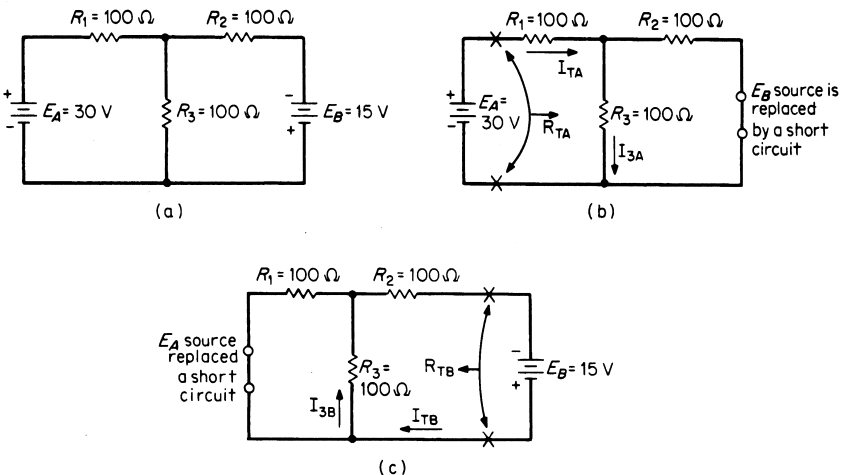 R1 = 100 Ω
R2 = 100 Ω
+
-
EA = 30 V
R3 = 100 Ω
-
+
EB = 15 V
(a)
R1 = 100 Ω
R2 = 100 Ω
ITA
+
-
EA =
30 V
RTA
R3 = 100 Ω
I3A
EB source is
replaced
by a short
circuit
(b)
R1 = 100 Ω
R2 = 100 Ω
EA source
replaced
a short
circuit
R3 =
100 Ω
I3B
ITB
RTB
-
+
EB = 15 V
(c)